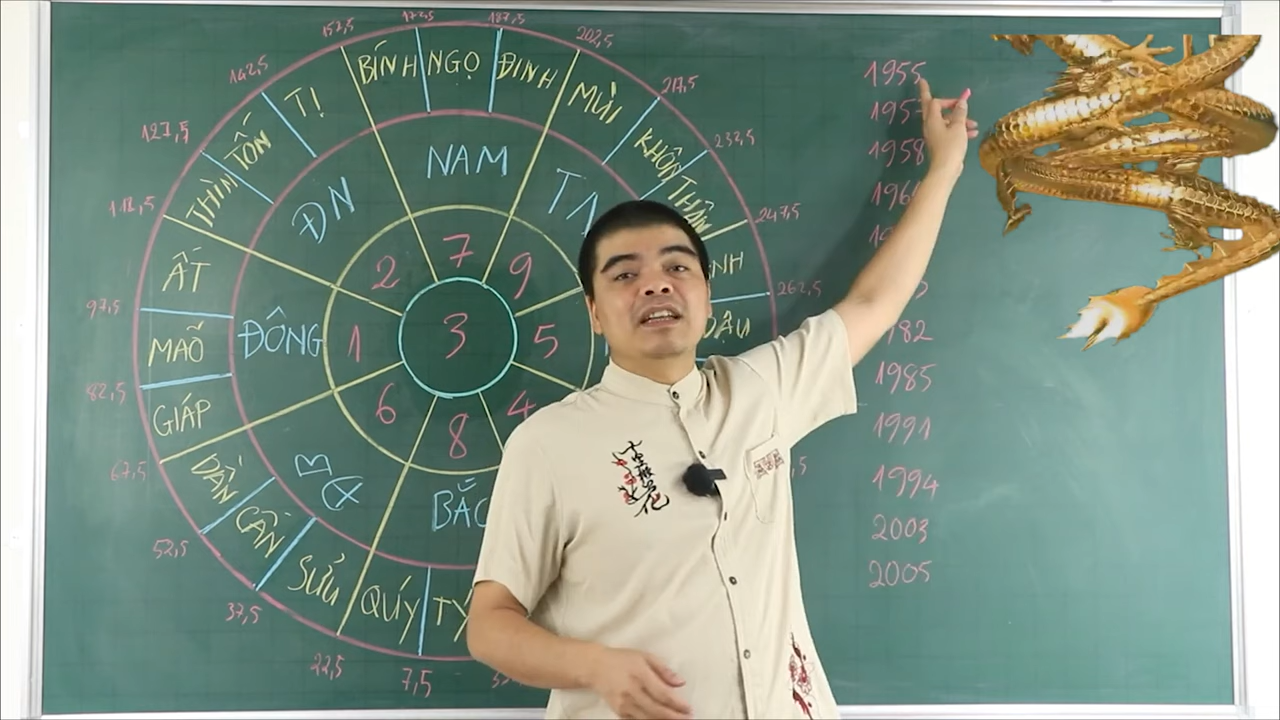 157,5 172,5 187,5 202,5
142,5 BÍNH NGỌ ĐINH MÙI 217,5
127,5 TỐN TỊ KHÔN 232,5
112,5 THÌN ĐN NAM THÂN 247,5
ẤT 2 7 9 262,5
97,5 MÃO ĐÔNG 1 3 5 DẬU
82,5 GIÁP 6 8 4
67,5 DẦN ĐB BẮC
52,5 CẤN SỬU QUÝ TÝ
37,5 22,5 7,5
1955
1957
1958
1982
1985
1991
1994
2003
2005